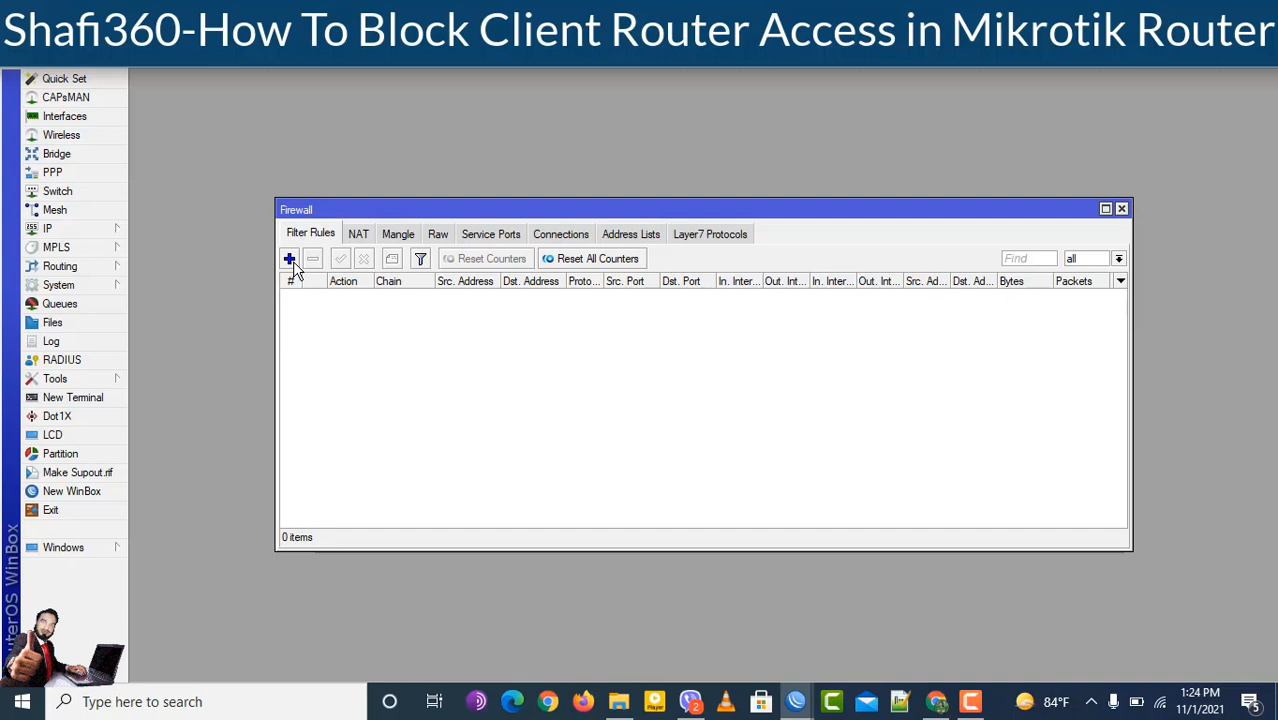 Shafi360-How To Block Client Router Access in Mikrotik Router
Quick Set
CAPsMAN
Interfaces
Wireless
Bridge
PPP
Switch
Mesh
IP
MPLS
Routing
System
Queues
Files
Log
RADIUS
Tools
New Terminal
Dot1X
LCD
Partition
Make Supout.rif
New WinBox
Exit
Windows
uterOS WinBox
Firewall
Filter Rules NAT Mangle Raw Service Ports Connections Address Lists Layer7 Protocols
Reset Counters Reset All Counters Find all
# Action Chain Src. Address Dst. Address Proto... Src. Port Dst. Port In. Inter... Out. Int... In. Inter... Out. Int... Src. Ad... Dst. Ad... Bytes Packets
0 items
Type here to search
Player
2
84°F
1:24 PM
11/1/2021
5